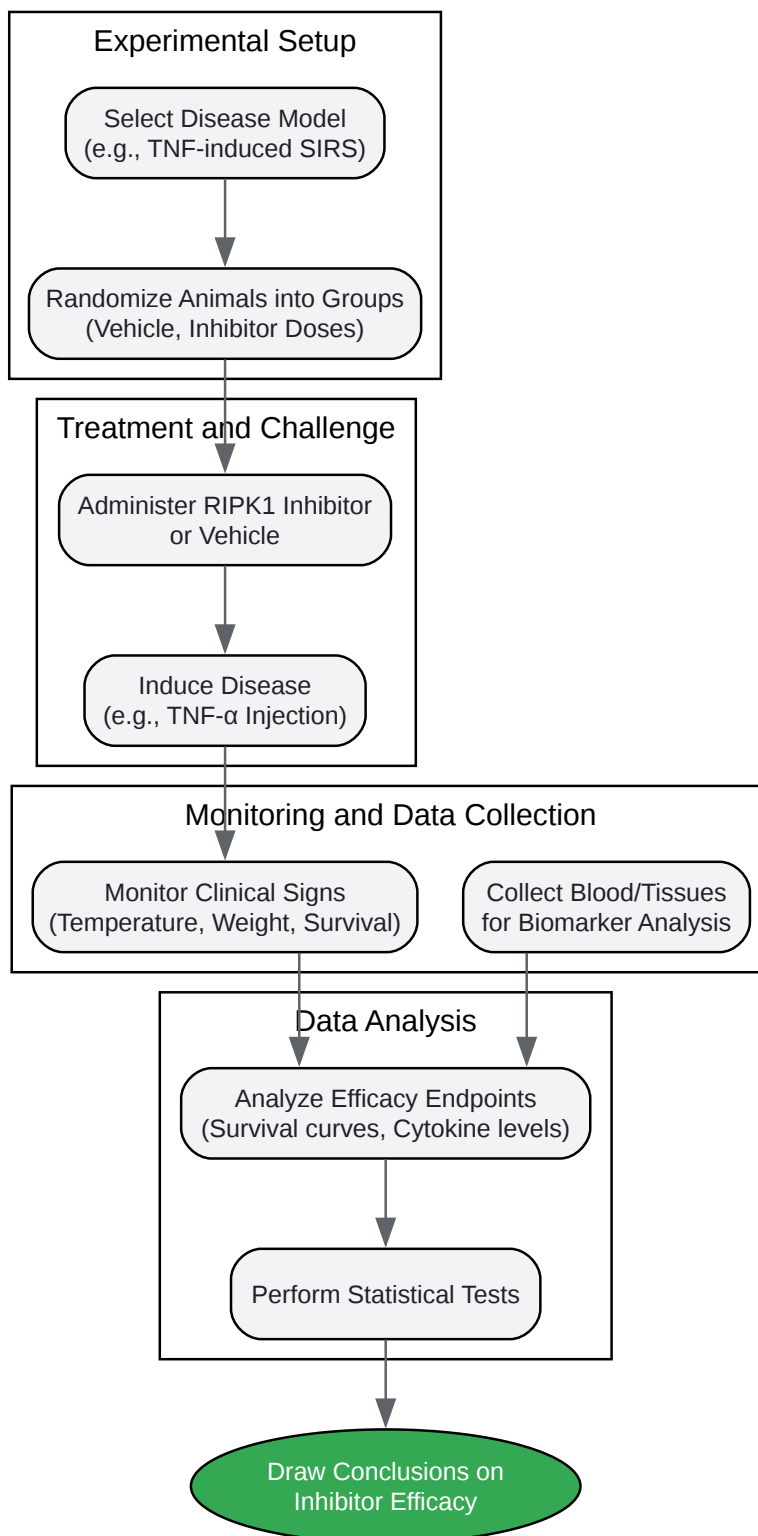 Experimental Setup
Select Disease Model
(e.g., TNF-induced SIRS)
Randomize Animals into Groups
(Vehicle, Inhibitor Doses)
Treatment and Challenge
Administer RIPK1 Inhibitor
or Vehicle
Induce Disease
(e.g., TNF-α Injection)
Monitoring and Data Collection
Monitor Clinical Signs
(Temperature, Weight, Survival)
Collect Blood/Tissues
for Biomarker Analysis
Data Analysis
Analyze Efficacy Endpoints
(Survival curves, Cytokine levels)
Perform Statistical Tests
Draw Conclusions on
Inhibitor Efficacy